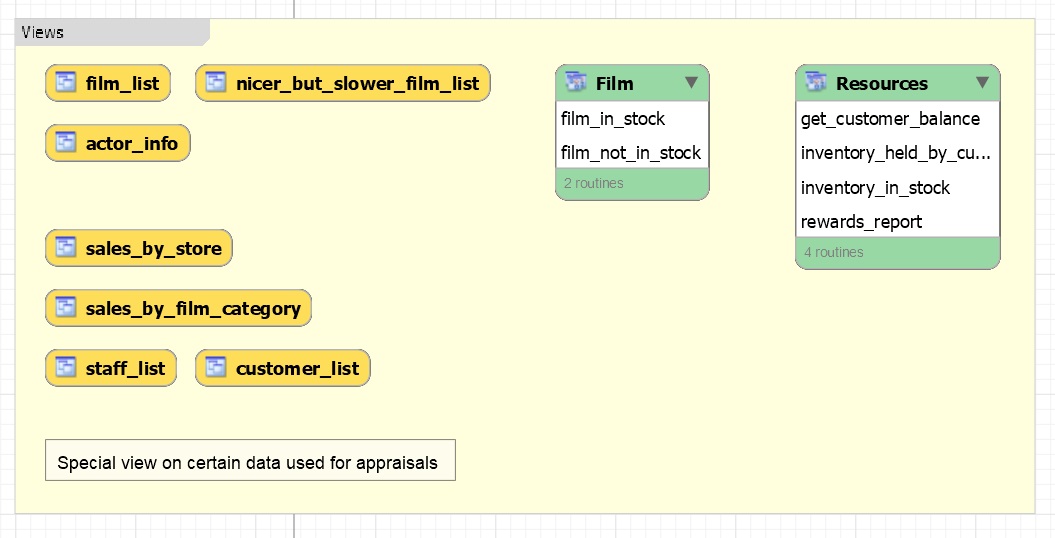 Views
film_list
nicer_but_slower_film_list
actor_info
sales_by_store
sales_by_film_category
staff_list
customer_list
Special view on certain data used for appraisals
Film
film_in_stock
film_not_in_stock
2 routines
Resources
get_customer_balance
inventory_held_by_cu...
inventory_in_stock
rewards_report
4 routines